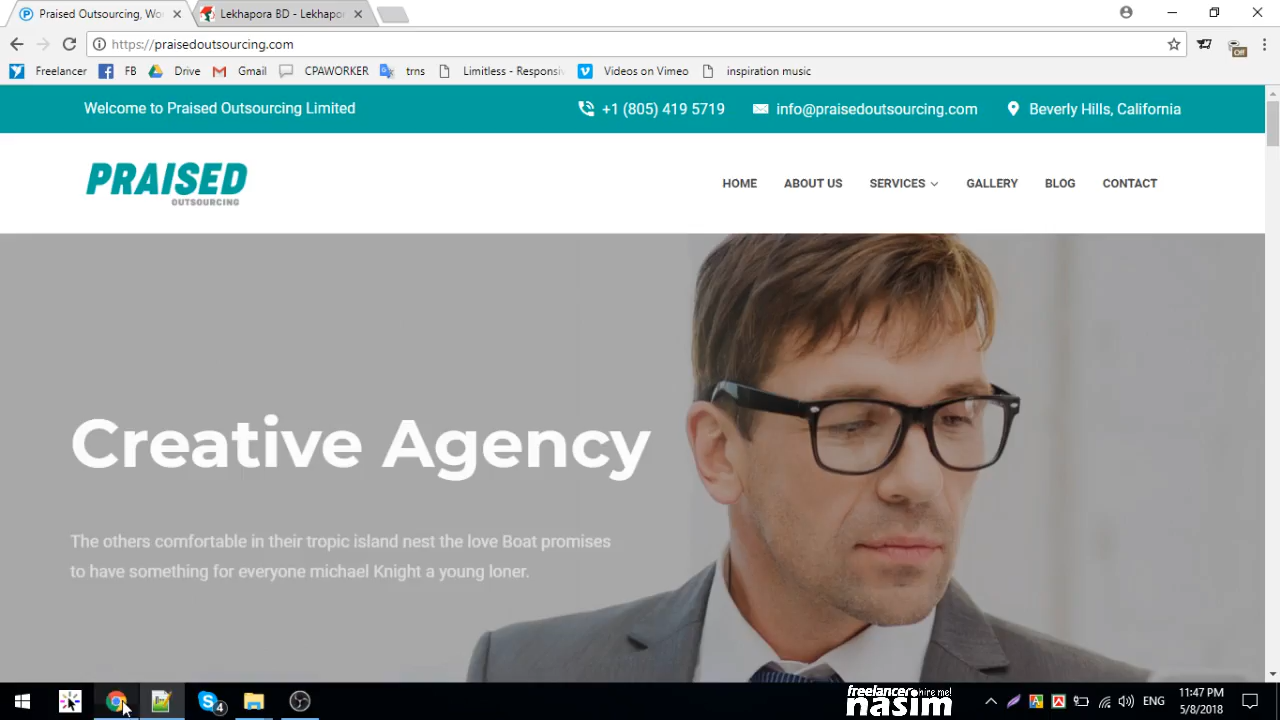 Praised Outsourcing, Wo
Lekhapora BD - Lekhapor
https://praisedoutsourcing.com
Freelancer
FB
Drive
Gmail
CPAWORKER
trns
Limitless - Responsiv
Videos on Vimeo
inspiration music
Off
Welcome to Praised Outsourcing Limited
+1 (805) 419 5719
info@praisedoutsourcing.com
Beverly Hills, California
PRAISED
OUTSOURCING
HOME
ABOUT US
SERVICES
GALLERY
BLOG
CONTACT
Creative Agency
The others comfortable in their tropic island nest the love Boat promises
to have something for everyone michael Knight a young loner.
4
freelancer hire me!
nasim
ENG
11:47 PM
5/8/2018